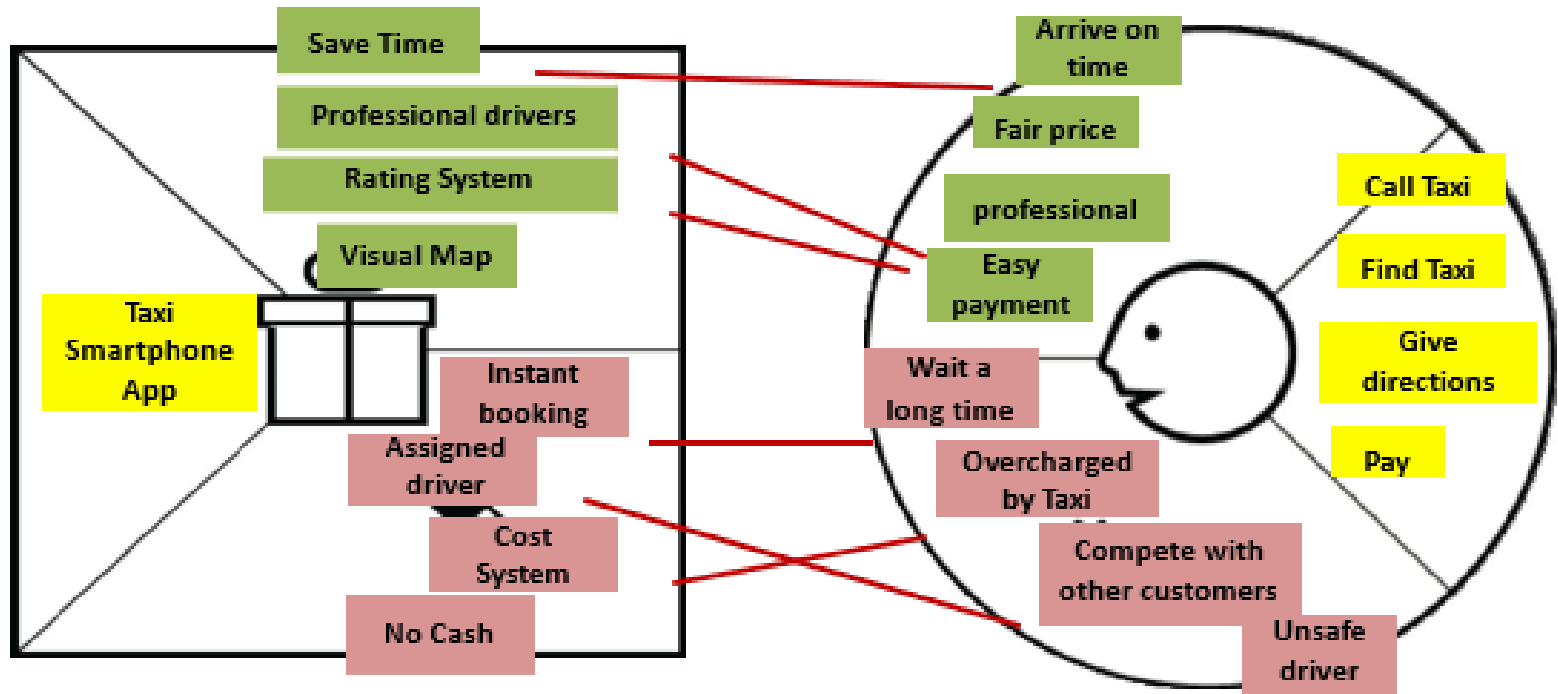 Save Time
Professional drivers
Rating System
Visual Map
Taxi
Smartphone
App
Instant
booking
Assigned
driver
Cost
System
No Cash
Arrive on
time
Fair price
professional
Easy
payment
Call Taxi
Find Taxi
Give
directions
Pay
Wait a
long time
Overcharged
by Taxi
Compete with
other customers
Unsafe
driver